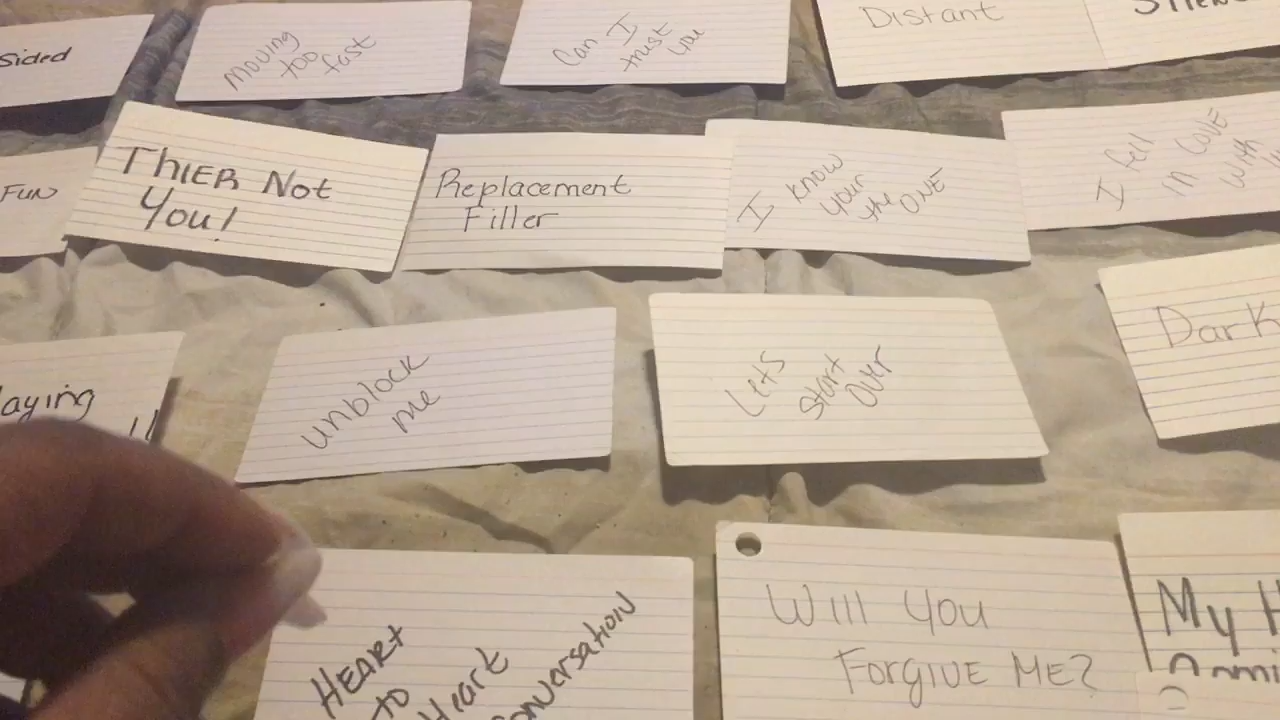 Sided
moving
too
fast
Can I
trust
you
Distant
FUN
THIER NOT
YOU!
Replacement
Filler
I know
your
the ONE
I fell
in LOVE
with
unblock
me
Lets
start
over
Dark
HEART
to
Heart
Conversation
Will You
FORGIVE ME?
My